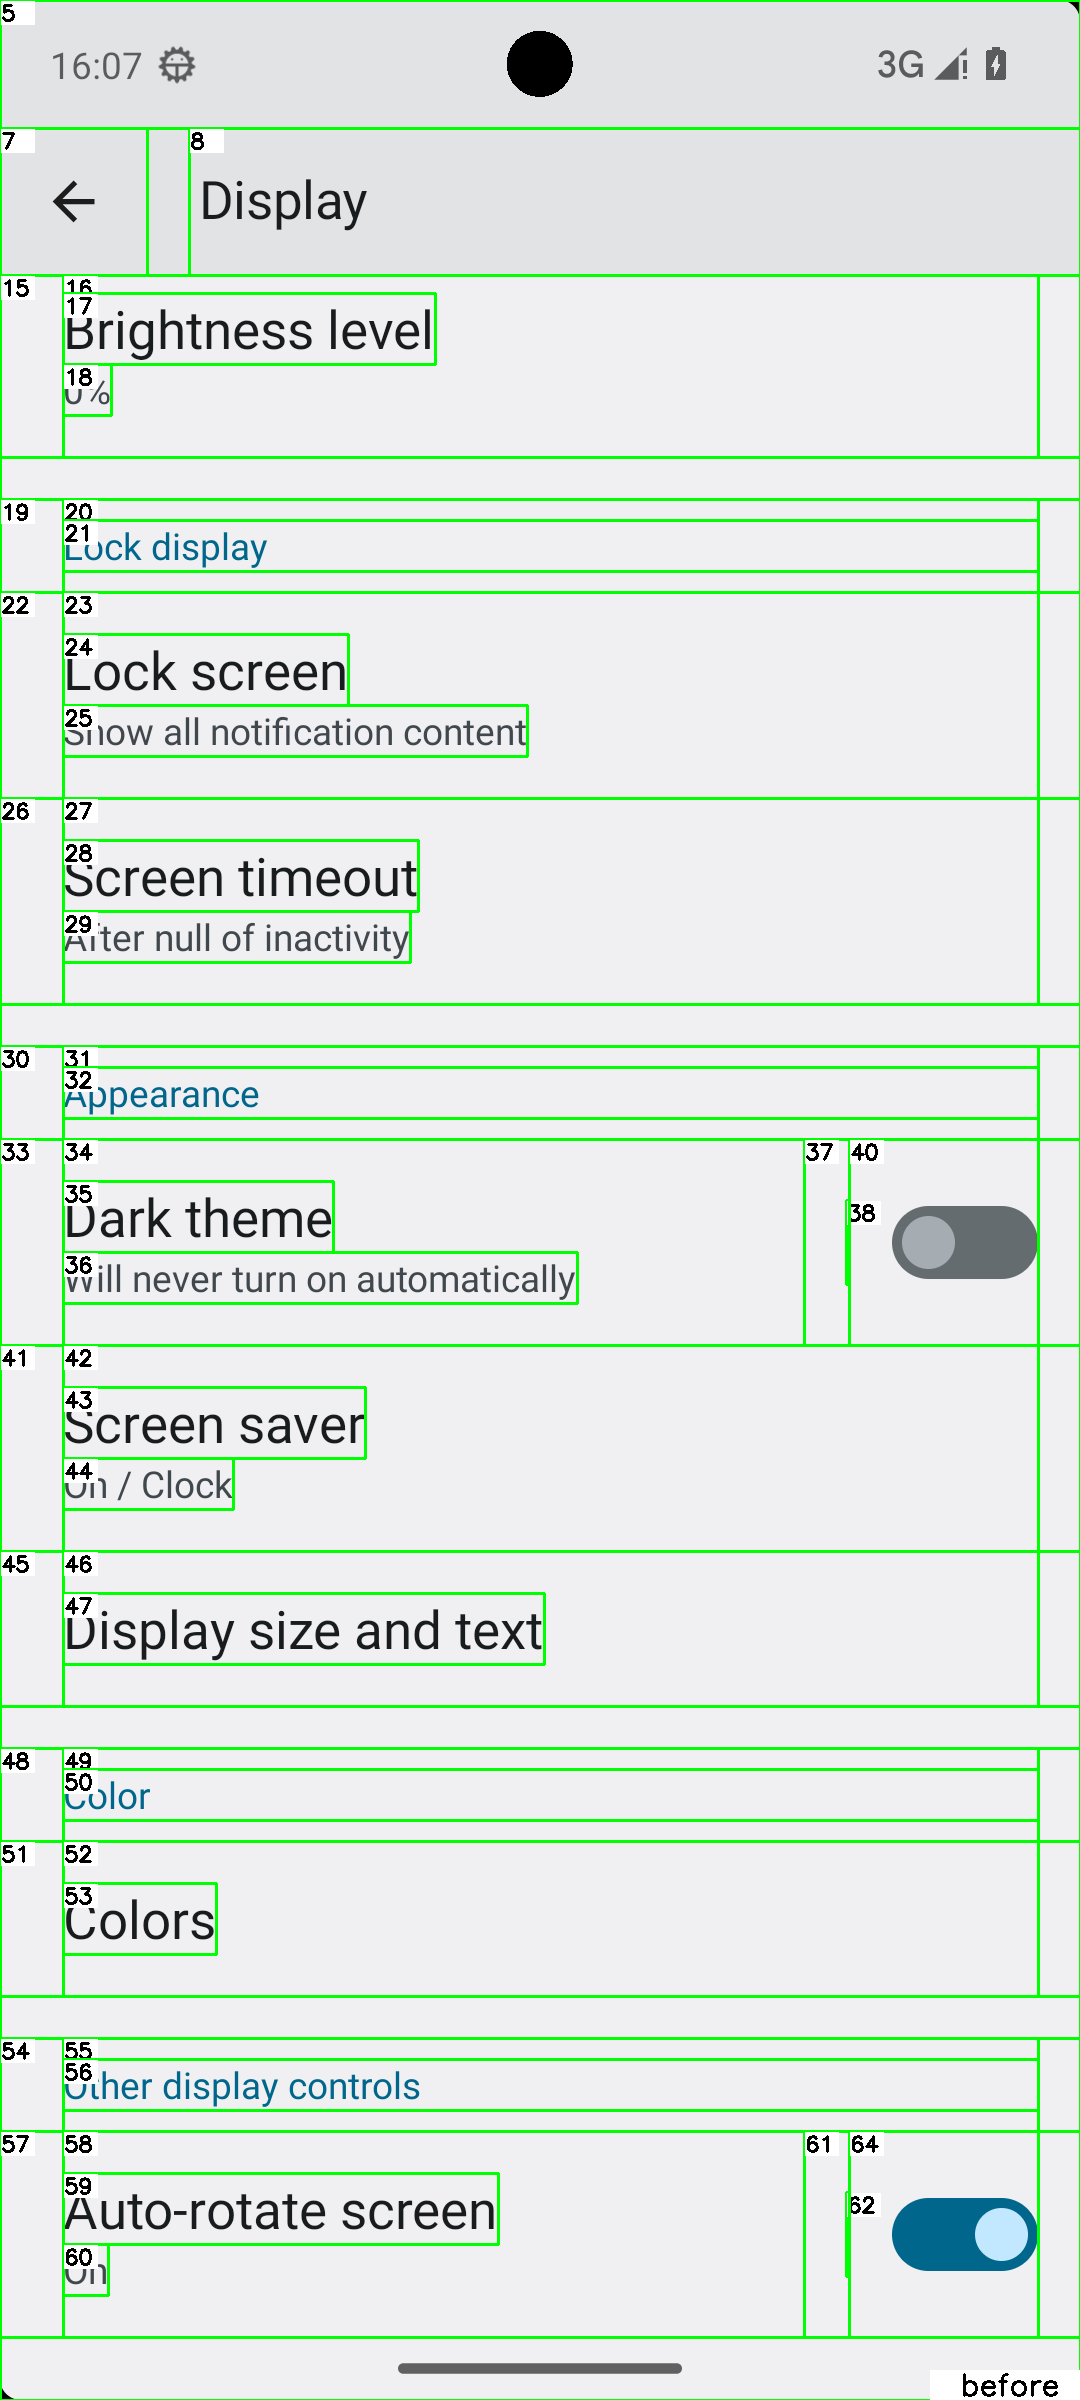 5
16:07
3G
7
8
Display
15
16
17
Brightness level
18
0%
19
20
21
Lock display
22
23
24
Lock screen
25
Show all notification content
26
27
28
Screen timeout
29
After null of inactivity
30
31
32
Appearance
33
34
37
40
35
Dark theme
38
36
Will never turn on automatically
41
42
43
Screen saver
44
On / Clock
45
46
47
Display size and text
48
49
50
Color
51
52
53
Colors
54
55
56
Other display controls
57
58
61
64
59
Auto-rotate screen
62
60
On
before